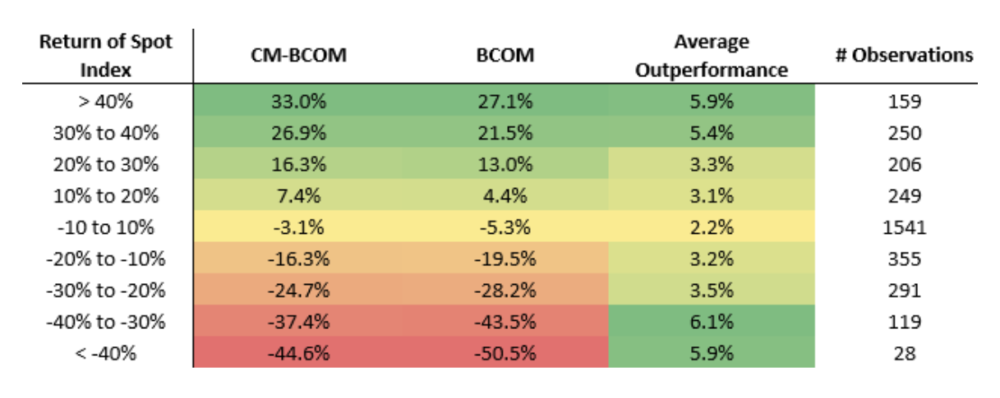 Return of Spot Index CM-BCOM BCOM Average Outperformance # Observations
> 40% 33.0% 27.1% 5.9% 159
30% to 40% 26.9% 21.5% 5.4% 250
20% to 30% 16.3% 13.0% 3.3% 206
10% to 20% 7.4% 4.4% 3.1% 249
-10 to 10% -3.1% -5.3% 2.2% 1541
-20% to -10% -16.3% -19.5% 3.2% 355
-30% to -20% -24.7% -28.2% 3.5% 291
-40% to -30% -37.4% -43.5% 6.1% 119
< -40% -44.6% -50.5% 5.9% 28